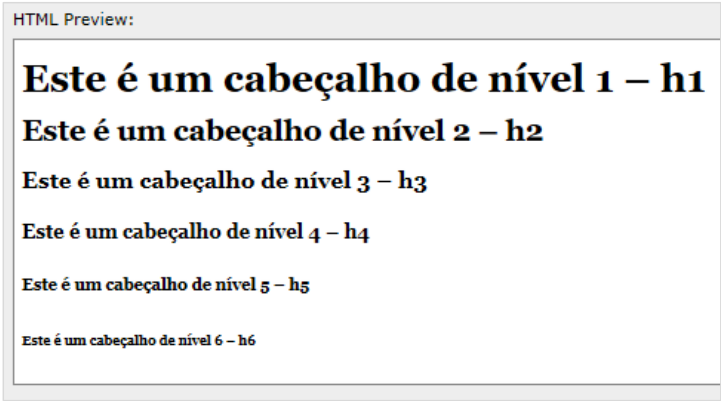 HTML Preview:
Este é um cabeçalho de nível 1 – h1
Este é um cabeçalho de nível 2 – h2
Este é um cabeçalho de nível 3 – h3
Este é um cabeçalho de nível 4 – h4
Este é um cabeçalho de nível 5 – h5
Este é um cabeçalho de nível 6 – h6